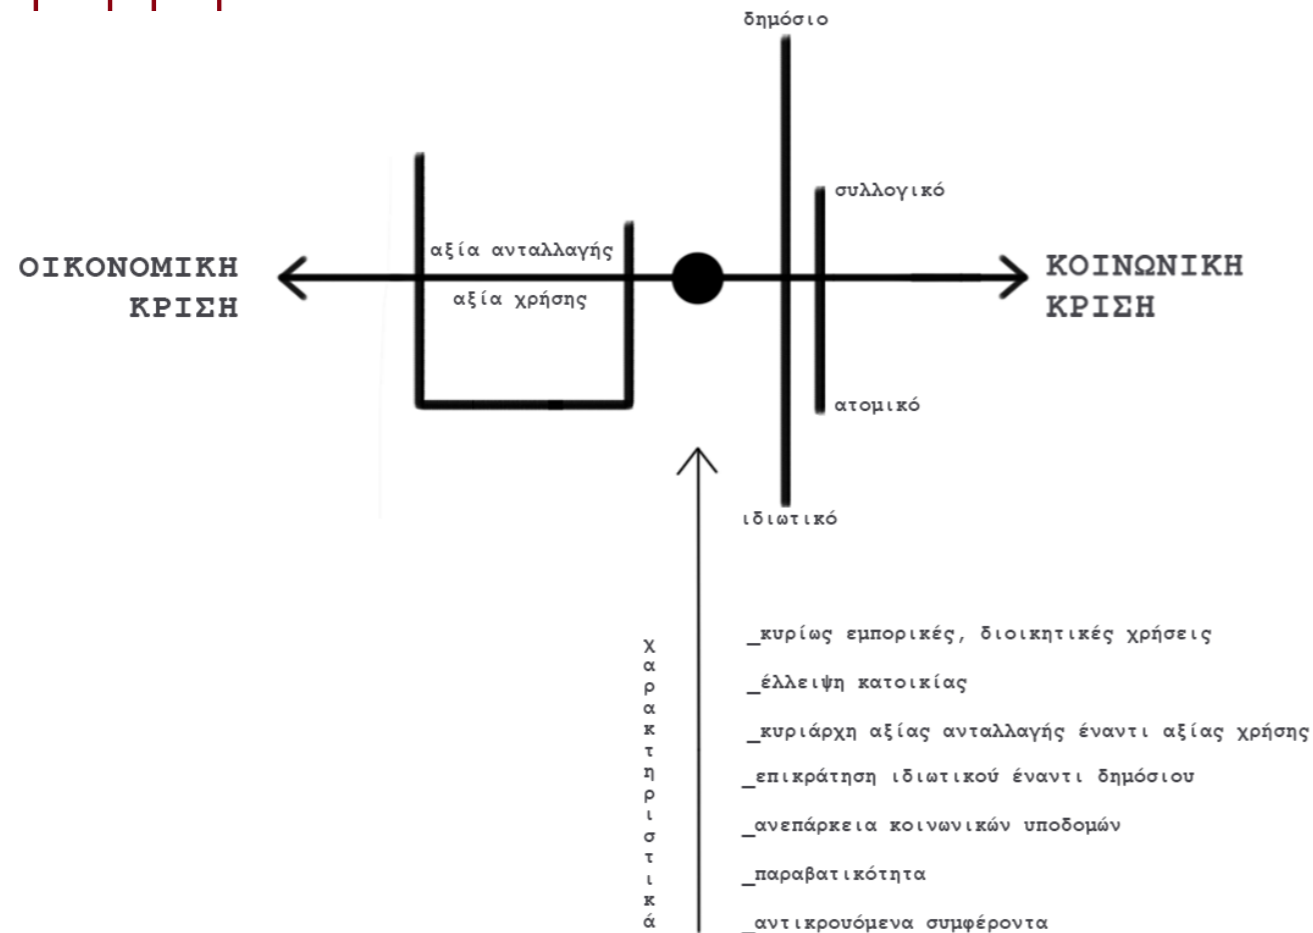 δημόσιο
συλλογικό
αξία ανταλλαγής
ΟΙΚΟΝΟΜΙΚΗ
ΚΡΙΣΗ
ΚΟΙΝΩΝΙΚΗ
ΚΡΙΣΗ
αξία χρήσης
ατομικό
ιδιωτικό
χαρακτηριστικά
_κυρίως εμπορικές, διοικητικές χρήσεις
_έλλειψη κατοικίας
_κυριάρχη αξίας ανταλλαγής έναντι αξίας χρήσης
_επικράτηση ιδιωτικού έναντι δημόσιου
_ανεπάρκεια κοινωνικών υποδομών
_παραβατικότητα
_αντικρουόμενα συμφέροντα